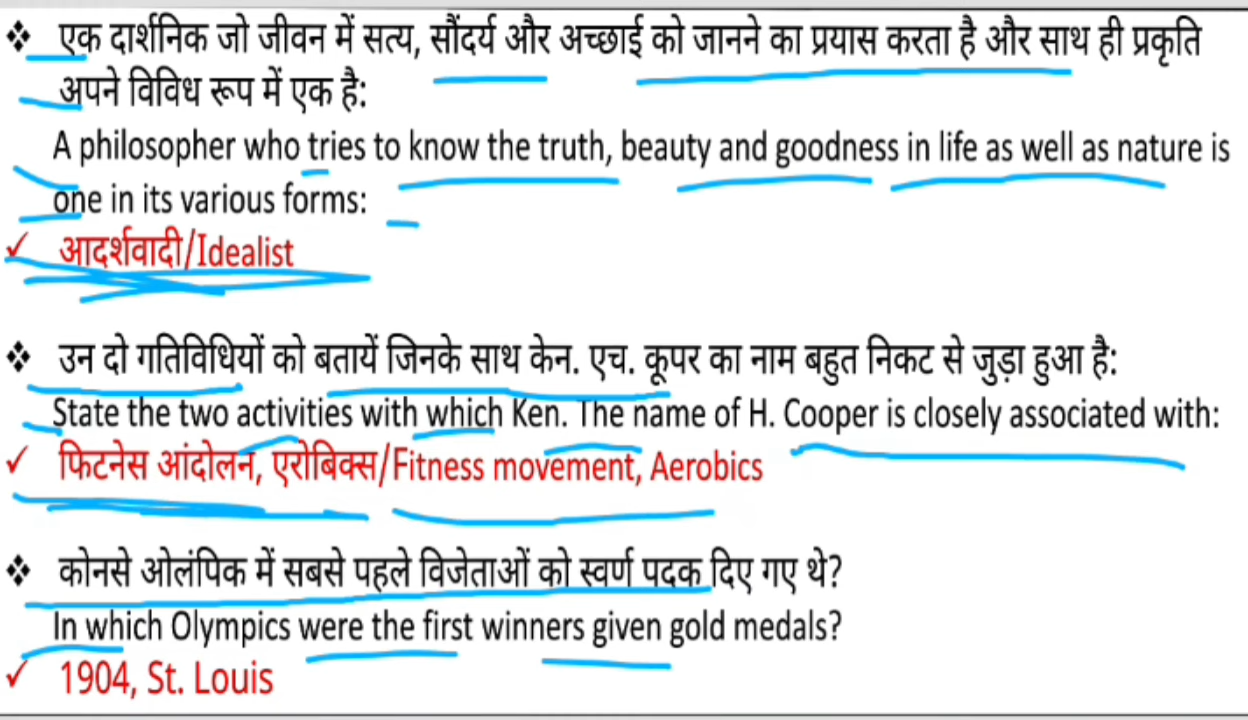 ❖ एक दार्शनिक जो जीवन में सत्य, सौंदर्य और अच्छाई को जानने का प्रयास करता है और साथ ही प्रकृति
अपने विविध रूप में एक है:
A philosopher who tries to know the truth, beauty and goodness in life as well as nature is
one in its various forms:
✓ आदर्शवादी/Idealist
❖ उन दो गतिविधियों को बतायें जिनके साथ केन. एच. कूपर का नाम बहुत निकट से जुड़ा हुआ है:
State the two activities with which Ken. The name of H. Cooper is closely associated with:
✓ फिटनेस आंदोलन, एरोबिक्स/Fitness movement, Aerobics
❖ कोनसे ओलंपिक में सबसे पहले विजेताओं को स्वर्ण पदक दिए गए थे?
In which Olympics were the first winners given gold medals?
✓ 1904, St. Louis